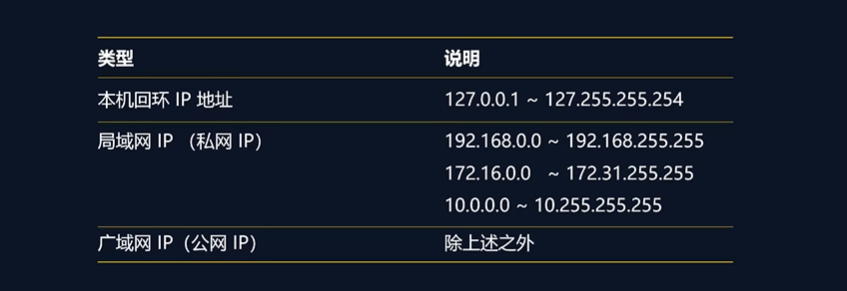 类型 说明
本机回环 IP 地址 127.0.0.1 ~ 127.255.255.254
局域网 IP （私网 IP） 192.168.0.0 ~ 192.168.255.255
172.16.0.0 ~ 172.31.255.255
10.0.0.0 ~ 10.255.255.255
广域网 IP（公网 IP） 除上述之外